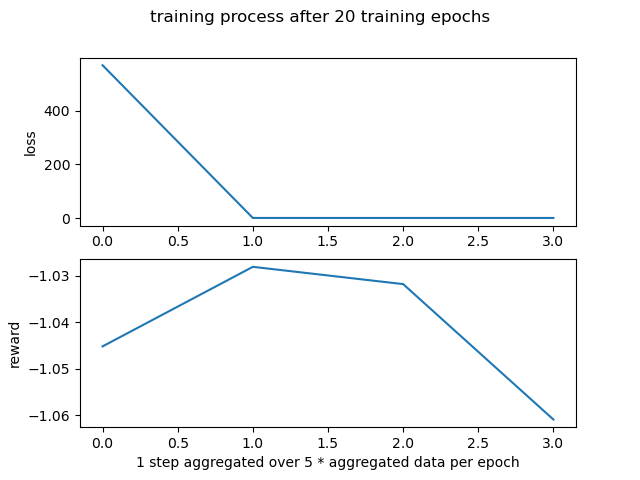 training process after 20 training epochs
400
200
0
loss
0.0 0.5 1.0 1.5 2.0 2.5 3.0
−1.03
−1.04
−1.05
−1.06
reward
0.0 0.5 1.0 1.5 2.0 2.5 3.0
1 step aggregated over 5 * aggregated data per epoch